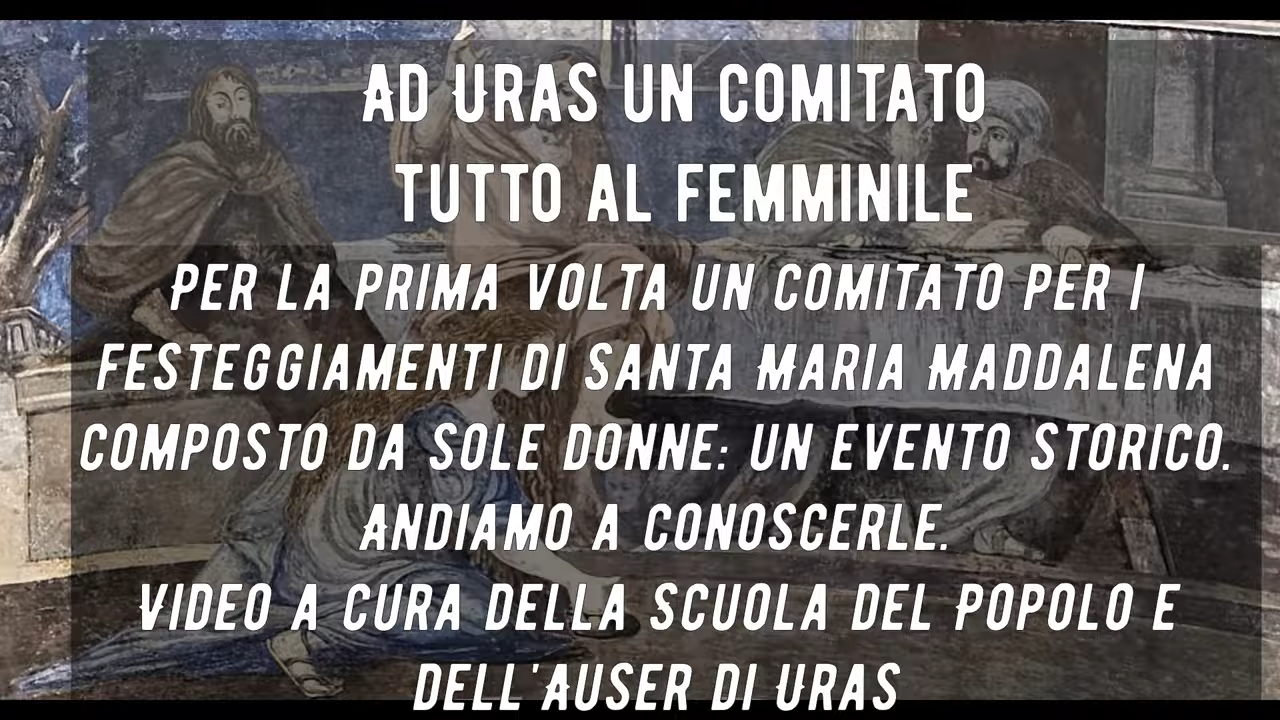 AD URAS UN COMITATO
TUTTO AL FEMMINILE
PER LA PRIMA VOLTA UN COMITATO PER I
FESTEGGIAMENTI DI SANTA MARIA MADDALENA
COMPOSTO DA SOLE DONNE: UN EVENTO STORICO.
ANDIAMO A CONOSCERLE.
VIDEO A CURA DELLA SCUOLA DEL POPOLO E
DELL'AUSER DI URAS